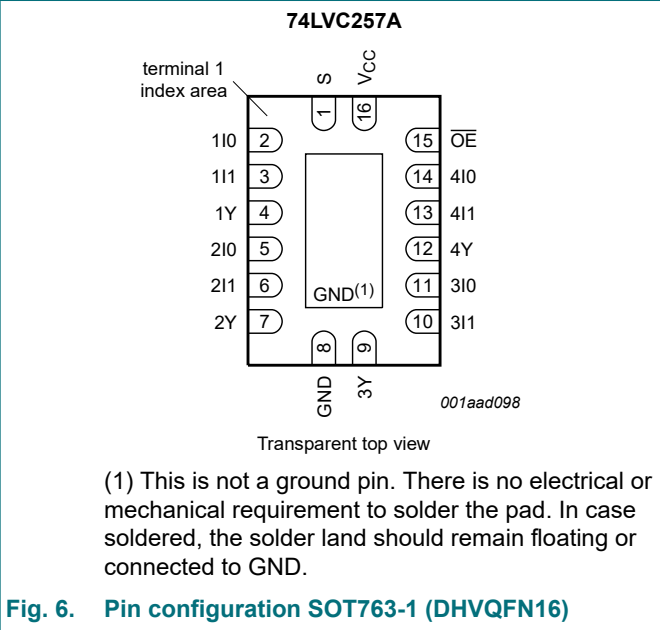 74LVC257A
terminal 1
index area
S
VCC
1
16
1I0 2
15 OE
1I1 3
14 4I0
1Y 4
13 4I1
2I0 5
12 4Y
2I1 6
11 3I0
2Y 7
10 3I1
GND(1)
8
9
GND
3Y
001aad098
Transparent top view
(1) This is not a ground pin. There is no electrical or
mechanical requirement to solder the pad. In case
soldered, the solder land should remain floating or
connected to GND.
Fig. 6. Pin configuration SOT763-1 (DHVQFN16)